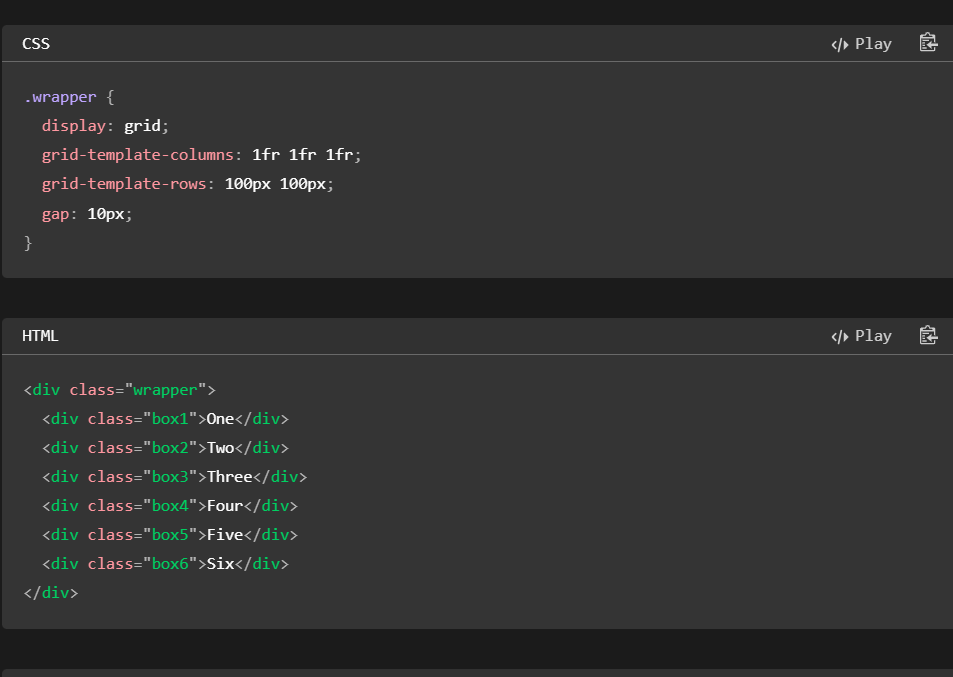 CSS
Play
.wrapper {
  display: grid;
  grid-template-columns: 1fr 1fr 1fr;
  grid-template-rows: 100px 100px;
  gap: 10px;
}
HTML
Play
<div class="wrapper">
  <div class="box1">One</div>
  <div class="box2">Two</div>
  <div class="box3">Three</div>
  <div class="box4">Four</div>
  <div class="box5">Five</div>
  <div class="box6">Six</div>
</div>